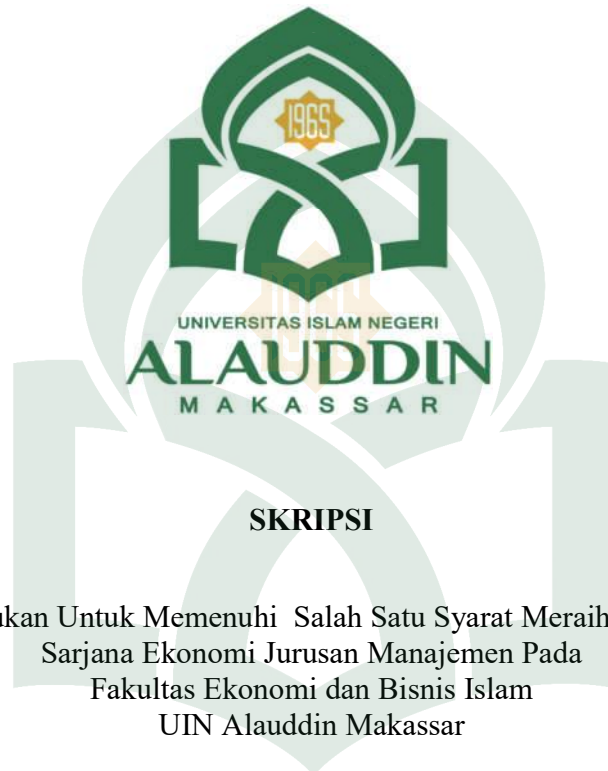 1965
UNIVERSITAS ISLAM NEGERI
ALAUDDIN
MAKASSAR
1965
SKRIPSI
Untuk Memenuhi Salah Satu Syarat Meraih
Sarjana Ekonomi Jurusan Manajemen Pada
Fakultas Ekonomi dan Bisnis Islam
UIN Alauddin Makassar